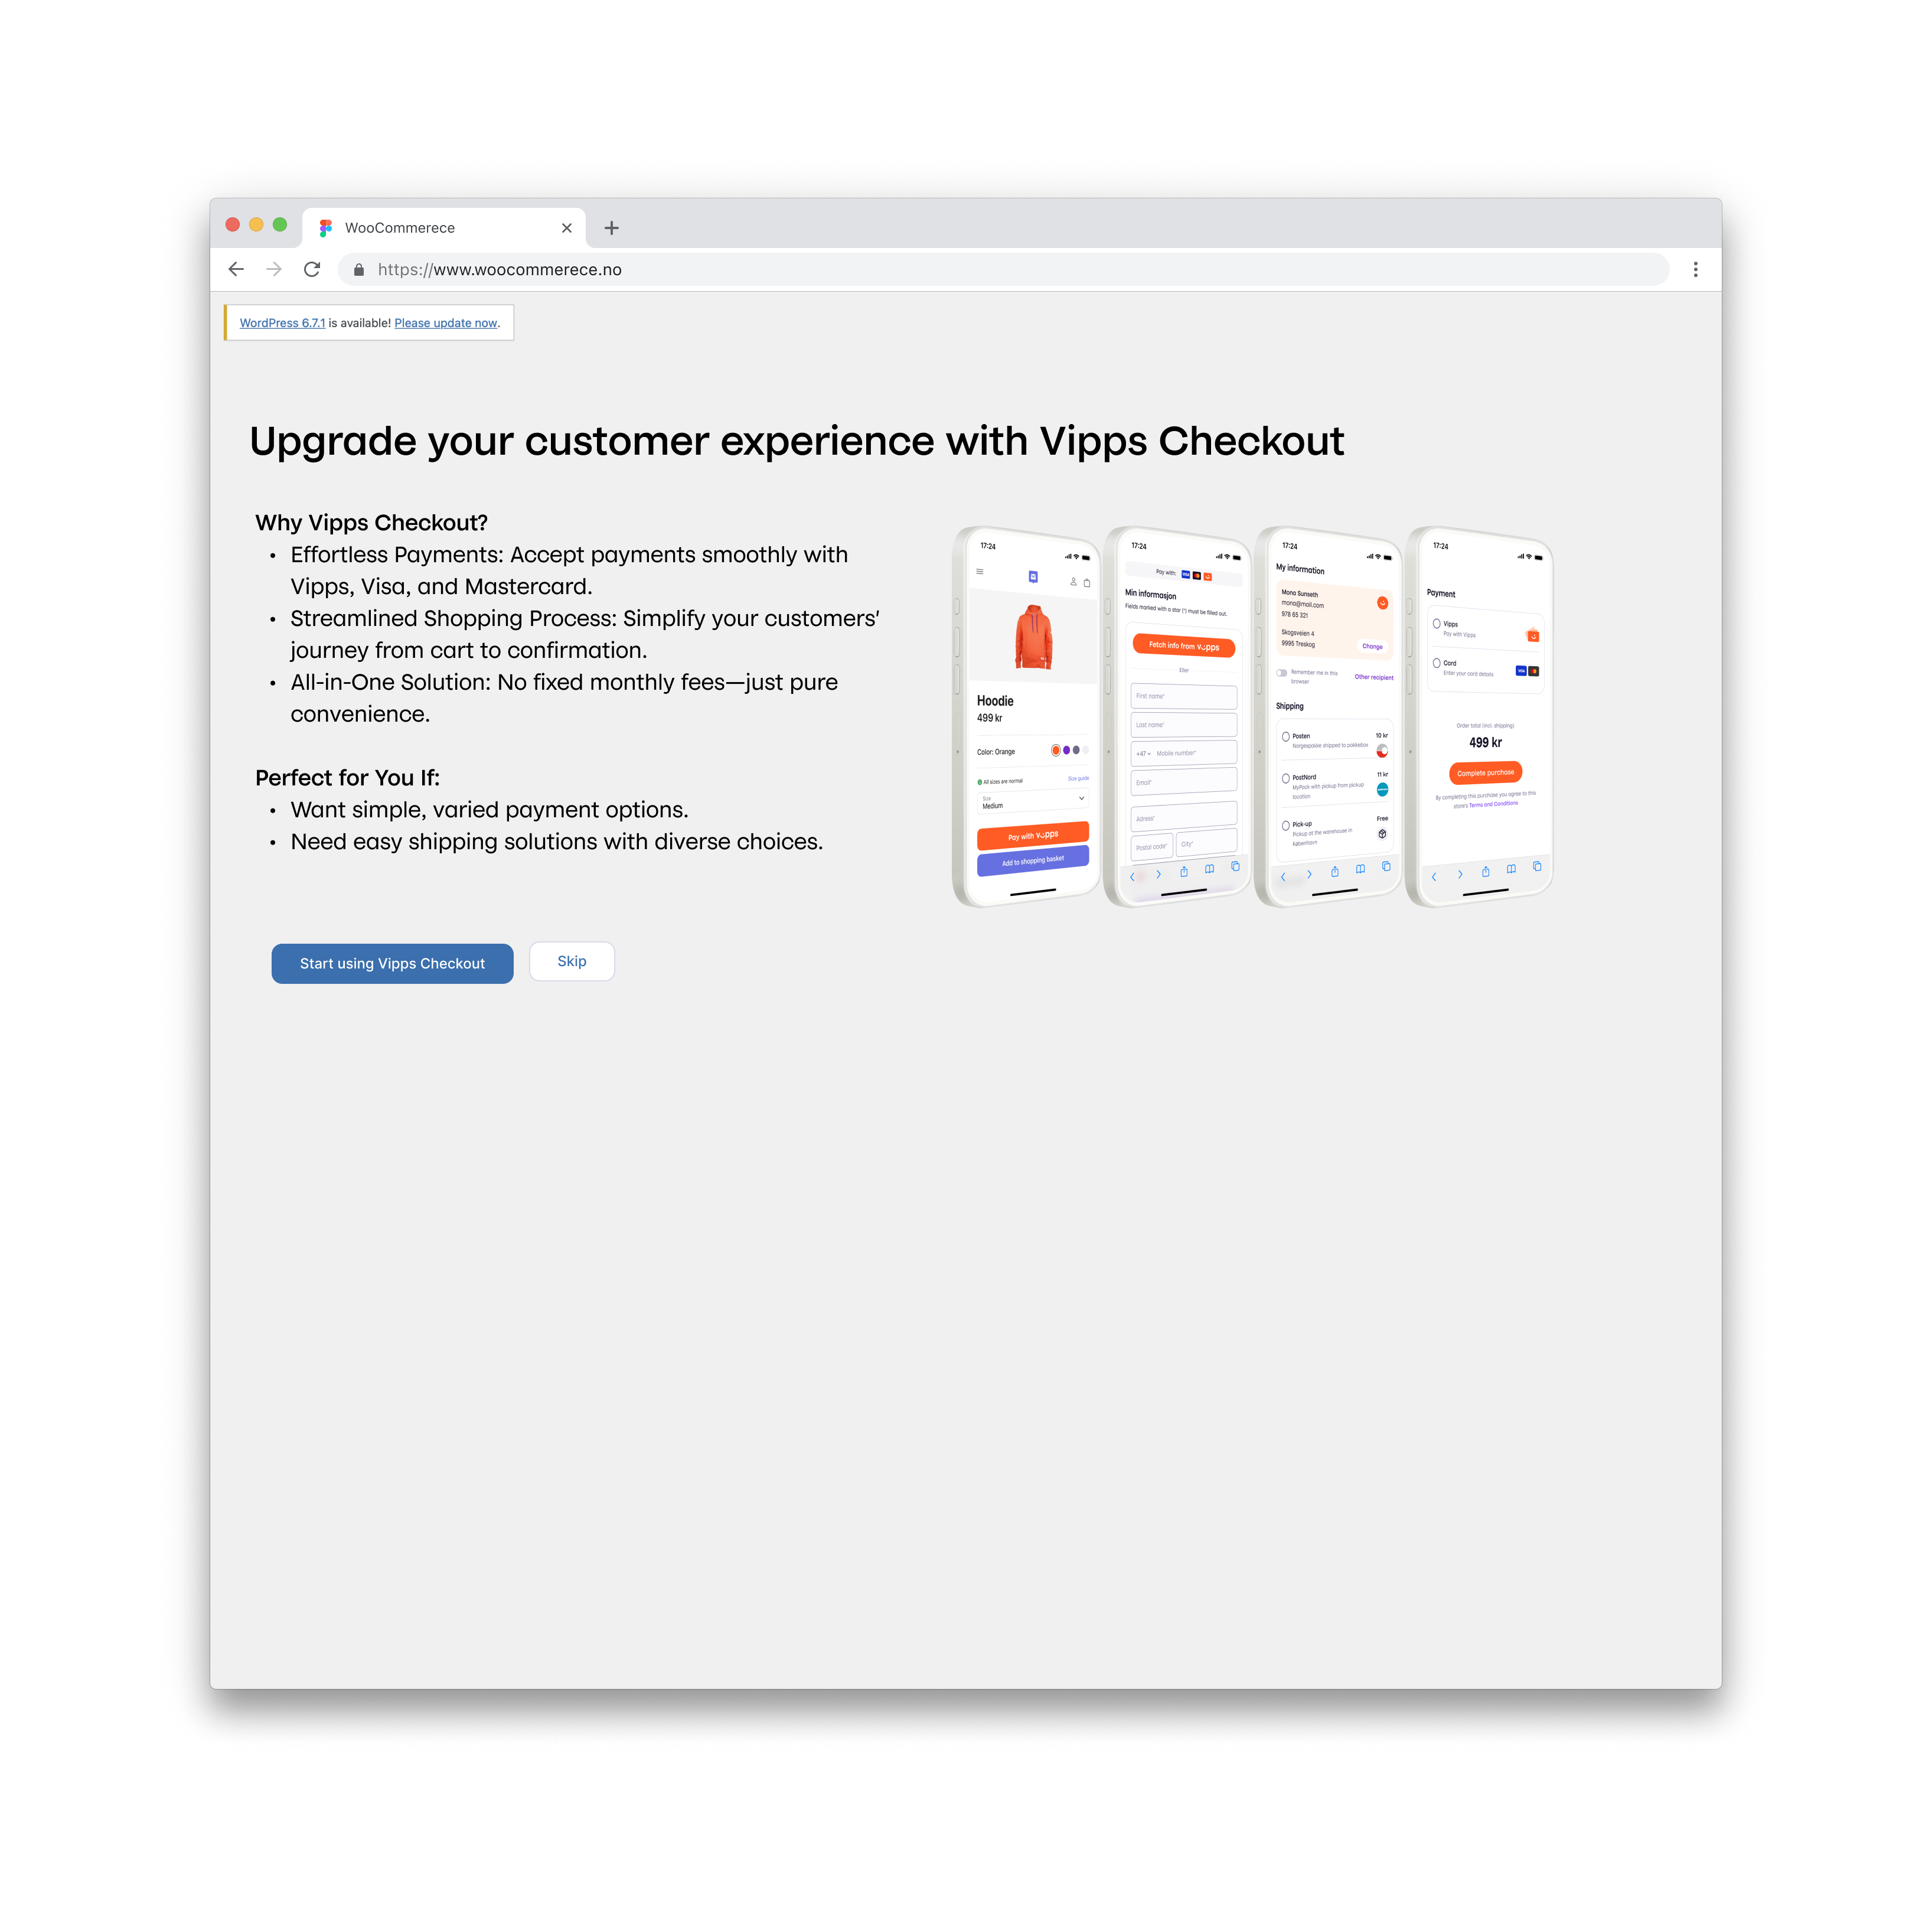 WooCommerece
https://www.woocommerece.no
WordPress 6.7.1 is available! Please update now.
Upgrade your customer experience with Vipps Checkout
Why Vipps Checkout?
• Effortless Payments: Accept payments smoothly with
Vipps, Visa, and Mastercard.
• Streamlined Shopping Process: Simplify your customers'
journey from cart to confirmation.
• All-in-One Solution: No fixed monthly fees—just pure
convenience.
Perfect for You If:
• Want simple, varied payment options.
• Need easy shipping solutions with diverse choices.
Start using Vipps Checkout
Skip
17:24
Hoodie
499 kr
Color: Orange
All sizes are normal
Size guide
Size
Medium
Pay with Vipps
Add to shopping basket
17:24
Pay with:
VISA
Min informasjon
Fields marked with a star (*) must be filled out.
Fetch info from Vipps
Eller
First name*
Last name*
+47
Mobile number*
Email*
Adress*
Postal code*
City*
17:24
My information
Mona Sunseth
mona@mail.com
978 65 321
Skogsveien 4
9995 Treskog
Change
Remember me in this
browser
Other recipient
Shipping
Posten
10 kr
Norgespakke shipped to pakkebox
PostNord
11 kr
MyPack with pickup from pickup
location
Pick-up
Free
Pickup at the warehouse in
København
17:24
Payment
Vipps
Pay with Vipps
Card
Enter your card details
VISA
Order total (incl. shipping)
499 kr
Complete purchase
By completing this purchase you agree to this
store's Terms and Conditions